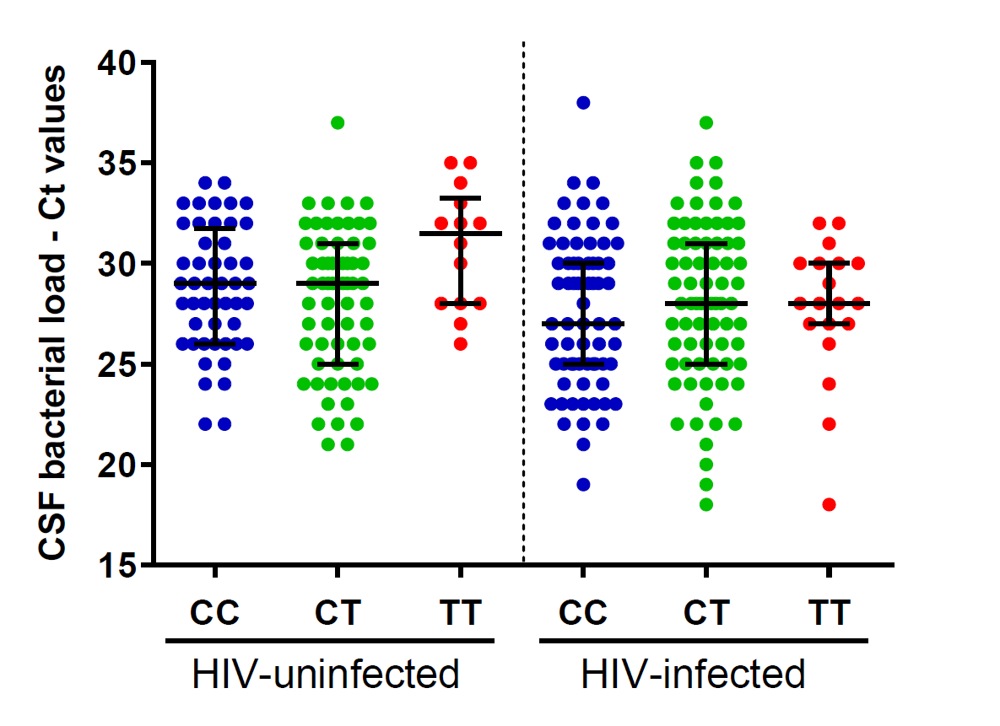 CSF bacterial load - Ct values
40
35
30
25
20
15
CC CT TT CC CT TT
HIV-uninfected HIV-infected